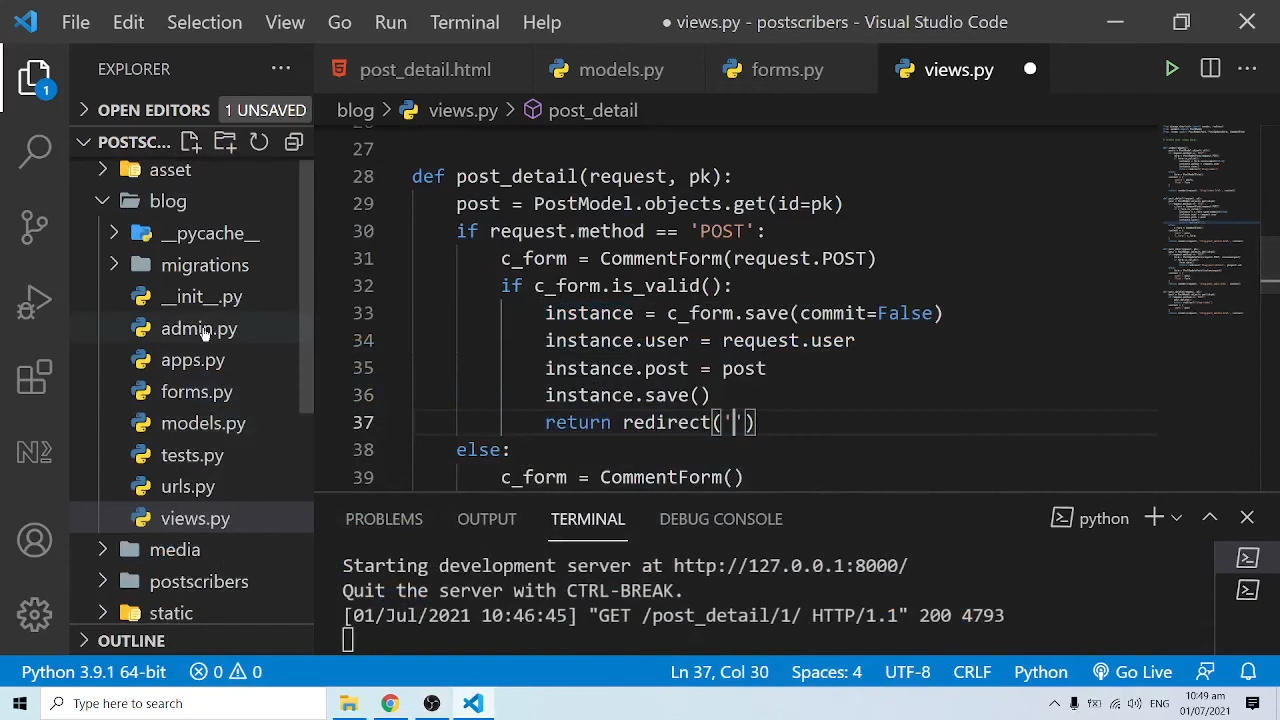 File Edit Selection View Go Run Terminal Help
● views.py - postscribers - Visual Studio Code
EXPLORER
post_detail.html
models.py
forms.py
views.py
1
OPEN EDITORS
1 UNSAVED
blog > views.py > post_detail
POSTSC...
asset
blog
__pycache__
migrations
__init__.py
admin.py
apps.py
forms.py
models.py
tests.py
urls.py
views.py
media
postscribers
static
OUTLINE
27
28 def post_detail(request, pk):
29 post = PostModel.objects.get(id=pk)
30 if request.method == 'POST':
31 c_form = CommentForm(request.POST)
32 if c_form.is_valid():
33 instance = c_form.save(commit=False)
34 instance.user = request.user
35 instance.post = post
36 instance.save()
37 return redirect('')
38 else:
39 c_form = CommentForm()
PROBLEMS OUTPUT TERMINAL DEBUG CONSOLE
python
Starting development server at http://127.0.0.1:8000/
Quit the server with CTRL-BREAK.
[01/Jul/2021 10:46:45] "GET /post_detail/1/ HTTP/1.1" 200 4793
Python 3.9.1 64-bit 0 0 Ln 37, Col 30 Spaces: 4 UTF-8 CRLF Python Go Live
Type here to search
ENG
10:49 am
01/07/2021